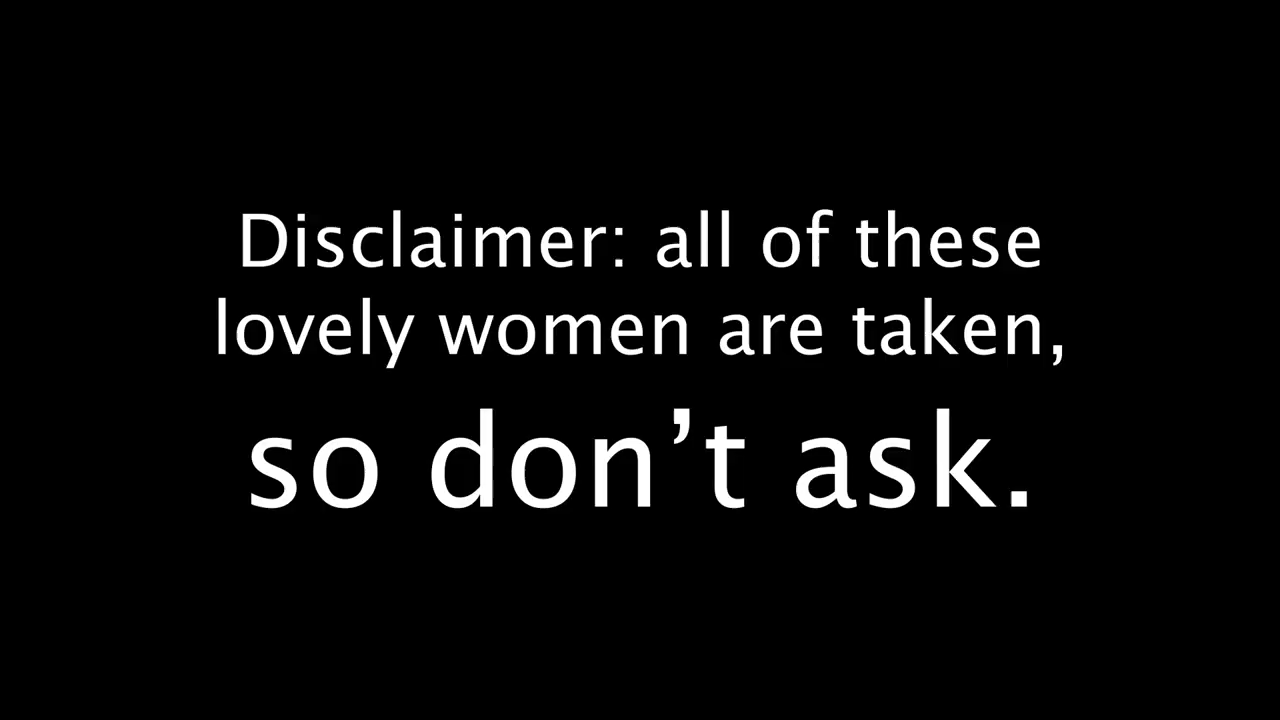 Disclaimer: all of these
lovely women are taken,
so don’t ask.